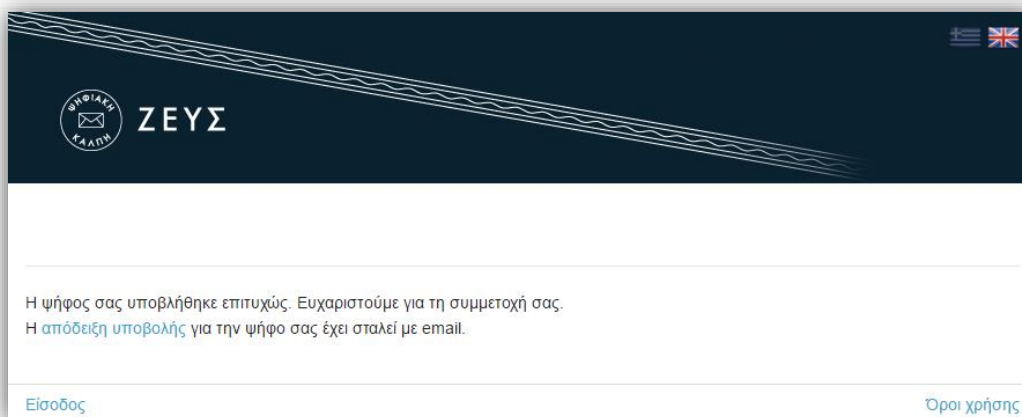 ΨΗΦΙΑΚΗ ΚΑΛΠΗ
ΖΕΥΣ
Η ψήφος σας υποβλήθηκε επιτυχώς. Ευχαριστούμε για τη συμμετοχή σας.
Η απόδειξη υποβολής για την ψήφο σας έχει σταλεί με email.
Είσοδος
Όροι χρήσης